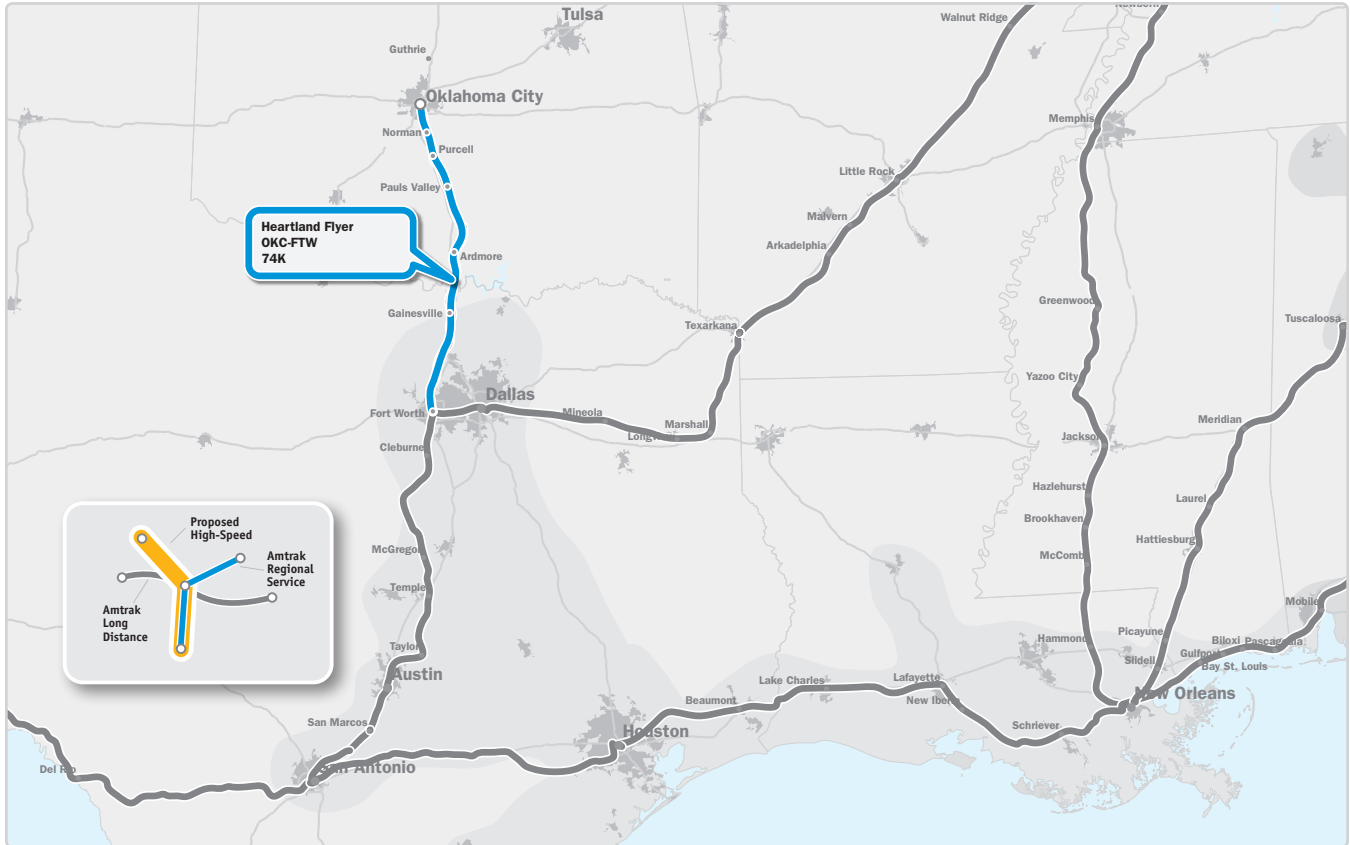 Newbern
Walnut Ridge
Tulsa
Guthrie
Oklahoma City
Memphis
Norman
Purcell
Little Rock
Pauls Valley
Malvern
Heartland Flyer
OKC-FTW
74K
Arkadelphia
Ardmore
Greenwood
Gainesville
Tuscaloosa
Texarkana
Yazoo City
Dallas
Fort Worth
Mineola
Meridian
Marshall
Longview
Jackson
Cleburne
Hazlehurst
Laurel
Brookhaven
Proposed
High-Speed
Hattiesburg
McGregor
McComb
Amtrak
Regional
Service
Temple
Mobile
Amtrak
Long
Distance
Picayune
Hammond
Biloxi
Pascagoula
Taylor
Gulfport
Slidell
Bay St. Louis
Austin
Lafayette
Lake Charles
New Orleans
Beaumont
New Iberia
San Marcos
Schriever
Houston
San Antonio
Del Rio